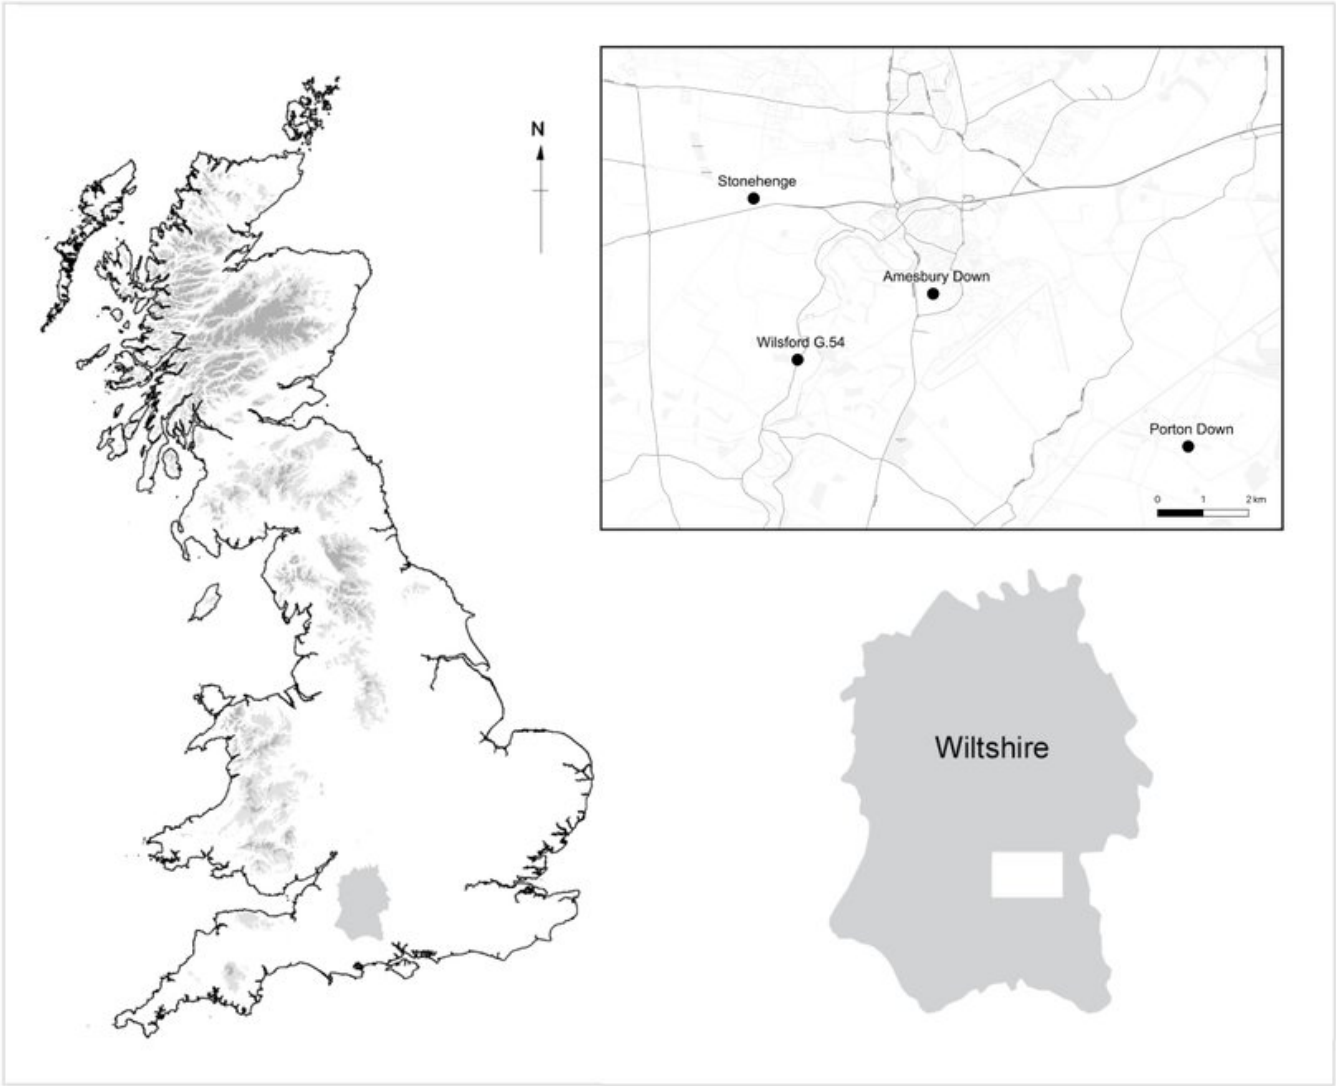 N
Stonehenge
Amesbury Down
Wilsford G.54
Porton Down
0 1 2 km
Wiltshire